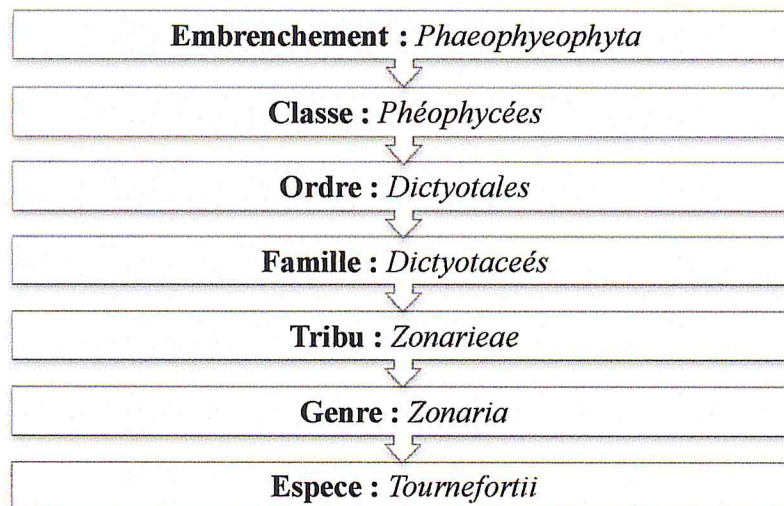 Embrenchement : Phaeophyeophyta
Classe : Phéophycées
Ordre : Dictyotales
Famille : Dictyotaceés
Tribu : Zonarieae
Genre : Zonaria
Espece : Tournefortii